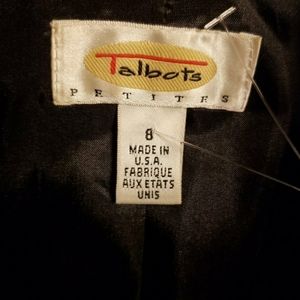 Talbots
PETITES
8
MADE IN
U.S.A.
FABRIQUE
AUX ETATS
UNIS